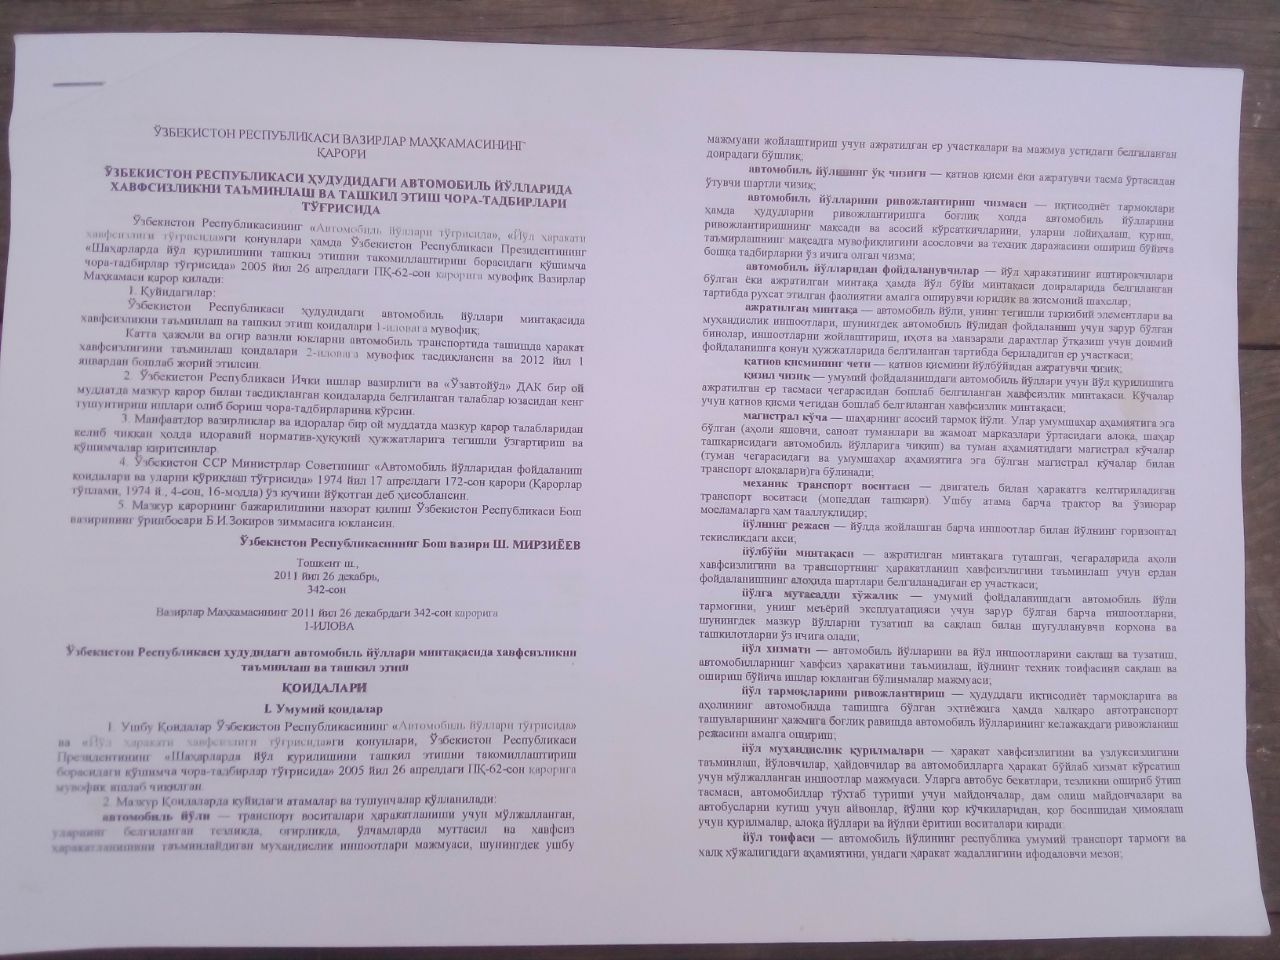 ЎЗБЕКИСТОН РЕСПУБЛИКАСИ ВАЗИРЛАР МАҲКАМАСИНИНГ
ҚАРОРИ
ЎЗБЕКИСТОН РЕСПУБЛИКАСИ ҲУДУДИДАГИ АВТОМОБИЛЬ ЙЎЛЛАРИДА
ХАВФСИЗЛИКНИ ТАЪМИНЛАШ ВА ТАШКИЛ ЭТИШ ЧОРА-ТАДБИРЛАРИ
ТЎҒРИСИДА
Ўзбекистон Республикасининг «Автомобиль йўллари тўғрисида», «Йўл ҳаракати
хавфсизлиги тўғрисида»ги қонунлари ҳамда Ўзбекистон Республикаси Президентининг
«Шаҳарларда йўл қурилишини ташкил этишни такомиллаштириш борасидаги қўшимча
чора-тадбирлар тўғрисида» 2005 йил 26 апрелдаги ПҚ-62-сон қарорига мувофиқ Вазирлар
Маҳкамаси қарор қилади:
1. Қуйидагилар:
Ўзбекистон Республикаси ҳудудидаги автомобиль йўллари минтақасида
хавфсизликни таъминлаш ва ташкил этиш қоидалари 1-иловага мувофиқ;
Катта ҳажмли ва оғир вазнли юкларни автомобиль транспортида ташишда ҳаракат
хавфсизлигини таъминлаш қоидалари 2-иловага мувофиқ тасдиқлансин ва 2012 йил 1
январдан бошлаб жорий этилсин.
2. Ўзбекистон Республикаси Ички ишлар вазирлиги ва «Ўзавтойўл» ДАК бир ой
муддатда мазкур қарор билан тасдиқланган қоидаларда белгиланган талаблар юзасидан кенг
тушунтириш ишлари олиб бориш чора-тадбирларини кўрсин.
3. Манфаатдор вазирликлар ва идоралар бир ой муддатда мазкур қарор талабларидан
келиб чиққан ҳолда идоравий норматив-ҳуқуқий ҳужжатларига тегишли ўзгартириш ва
қўшимчалар киритсинлар.
4. Ўзбекистон ССР Министрлар Советининг «Автомобиль йўлларидан фойдаланиш
қоидалари ва уларни қўриқлаш тўғрисида» 1974 йил 17 апрелдаги 172-сон қарори (Қарорлар
тўплами, 1974 й., 4-сон, 16-модда) ўз кучини йўқотган деб ҳисоблансин.
5. Мазкур қарорнинг бажарилишини назорат қилиш Ўзбекистон Республикаси Бош
вазирининг ўринбосари Б.И.Зокиров зиммасига юклансин.
Ўзбекистон Республикасининг Бош вазири Ш. МИРЗИЁЕВ
Тошкент ш.,
2011 йил 26 декабрь,
342-сон
Вазирлар Маҳкамасининг 2011 йил 26 декабрдаги 342-сон қарорига
1-ИЛОВА
Ўзбекистон Республикаси ҳудудидаги автомобиль йўллари минтақасида хавфсизликни
таъминлаш ва ташкил этиш
ҚОИДАЛАРИ
I. Умумий қоидалар
1. Ушбу Қоидалар Ўзбекистон Республикасининг «Автомобиль йўллари тўғрисида»
ва «Йўл ҳаракати хавфсизлиги тўғрисида»ги қонунлари, Ўзбекистон Республикаси
Президентининг «Шаҳарларда йўл қурилишини ташкил этишни такомиллаштириш
борасидаги қўшимча чора-тадбирлар тўғрисида» 2005 йил 26 апрелдаги ПҚ-62-сон қарорига
мувофиқ ишлаб чиқилган.
2. Мазкур Қоидаларда қуйидаги атамалар ва тушунчалар қўлланилади:
автомобиль йўли — транспорт воситалари ҳаракатланиши учун мўлжалланган,
уларнинг белгиланган тезликда, оғирликда, ўлчамларда муттасил ва хавфсиз
ҳаракатланишини таъминлайдиган муҳандислик иншоотлари мажмуаси, шунингдек ушбу
мажмуани жойлаштириш учун ажратилган ер участкалари ва мажмуа устидаги белгиланган
доирадаги бўшлиқ;
автомобиль йўлининг ўқ чизиғи — қатнов қисми ёки ажратувчи тасма ўртасидан
ўтувчи шартли чизиқ;
автомобиль йўлларини ривожлантириш чизмаси — иқтисодиёт тармоқлари
ҳамда ҳудудларни ривожлантиришга боғлиқ ҳолда автомобиль йўлларини
ривожлантиришнинг мақсади ва асосий кўрсаткичларини, уларни лойиҳалаш, қуриш,
таъмирлашнинг мақсадга мувофиқлигини асословчи ва техник даражасини ошириш бўйича
бошқа тадбирларни ўз ичига олган чизма;
автомобиль йўлларидан фойдаланувчилар — йўл ҳаракатининг иштирокчилари
бўлган ёки ажратилган минтақа ҳамда йўл бўйи минтақаси доираларида белгиланган
тартибда рухсат этилган фаолиятни амалга оширувчи юридик ва жисмоний шахслар;
ажратилган минтақа — автомобиль йўли, унинг тегишли таркибий элементлари ва
муҳандислик иншоотлари, шунингдек автомобиль йўлидан фойдаланиш учун зарур бўлган
бинолар, иншоотларни жойлаштириш, иҳота ва манзарали дарахтлар ўтқазиш учун доимий
фойдаланишга қонун ҳужжатларида белгиланган тартибда бериладиган ер участкаси;
қатнов қисмининг чети — қатнов қисмини йўлбўйидан ажратувчи чизиқ;
қизил чизиқ — умумий фойдаланишдаги автомобиль йўллари учун йўл қурилишига
ажратилган ер тасмаси чегарасидан бошлаб белгиланган хавфсизлик минтақаси. Кўчалар
учун қатнов қисми четидан бошлаб белгиланган хавфсизлик минтақаси;
магистрал кўча — шаҳарнинг асосий тармоқ йўли. Улар умумшаҳар аҳамиятига эга
бўлган (аҳоли яшовчи, саноат туманлари ва жамоат марказлари ўртасидаги алоқа, шаҳар
ташқарисидаги автомобиль йўлларига чиқиш) ва туман аҳамиятидаги магистрал кўчалар
(туман чегарасидаги ва умумшаҳар аҳамиятига эга бўлган магистрал кўчалар билан
транспорт алоқалари)га бўлинади;
механик транспорт воситаси — двигатель билан ҳаракатга келтириладиган
транспорт воситаси (мопеддан ташқари). Ушбу атама барча трактор ва ўзиюрар
мосламаларга ҳам тааллуқлидир;
йўлнинг режаси — йўлда жойлашган барча иншоотлар билан йўлнинг горизонтал
текисликдаги акси;
йўлбўйи минтақаси — ажратилган минтақага туташган, чегараларида аҳоли
хавфсизлигини ва транспортнинг ҳаракатланиш хавфсизлигини таъминлаш учун ердан
фойдаланишнинг алоҳида шартлари белгиланадиган ер участкаси;
йўлга мутасадди хўжалик — умумий фойдаланишдаги автомобиль йўли
тармоғини, унинг меъёрий эксплуатацияси учун зарур бўлган барча иншоотларни,
шунингдек мазкур йўлларни тузатиш ва сақлаш билан шуғулланувчи корхона ва
ташкилотларни ўз ичига олади;
йўл хизмати — автомобиль йўлларини ва йўл иншоотларини сақлаш ва тузатиш,
автомобилларнинг хавфсиз ҳаракатини таъминлаш, йўлнинг техник тоифасини сақлаш ва
ошириш бўйича ишлар юкланган бўлинмалар мажмуаси;
йўл тармоқларини ривожлантириш — ҳудуддаги иқтисодиёт тармоқларига ва
аҳолининг автомобилда ташишга бўлган эҳтиёжига ҳамда халқаро автотранспорт
ташувларининг ҳажмига боғлиқ равишда автомобиль йўлларининг келажакдаги ривожланиш
режасини амалга ошириш;
йўл муҳандислик қурилмалари — ҳаракат хавфсизлигини ва узлуксизлигини
таъминлаш, йўловчилар, ҳайдовчилар ва автомобилларга ҳаракат бўйлаб хизмат кўрсатиш
учун мўлжалланган иншоотлар мажмуаси. Уларга автобус бекатлари, тезликни ошириб ўтиш
тасмаси, автомобиллар тўхтаб туриши учун майдончалар, дам олиш майдончалари ва
автобусларни кутиш учун айвонлар, йўлни қор кўчкиларидан, қор босишидан ҳимоялаш
учун қурилмалар, алоқа йўллари ва йўлни ёритиш воситалари киради;
йўл тоифаси — автомобиль йўлининг республика умумий транспорт тармоғи ва
халқ хўжалигидаги аҳамиятини, ундаги ҳаракат жадаллигини ифодаловчи мезон;